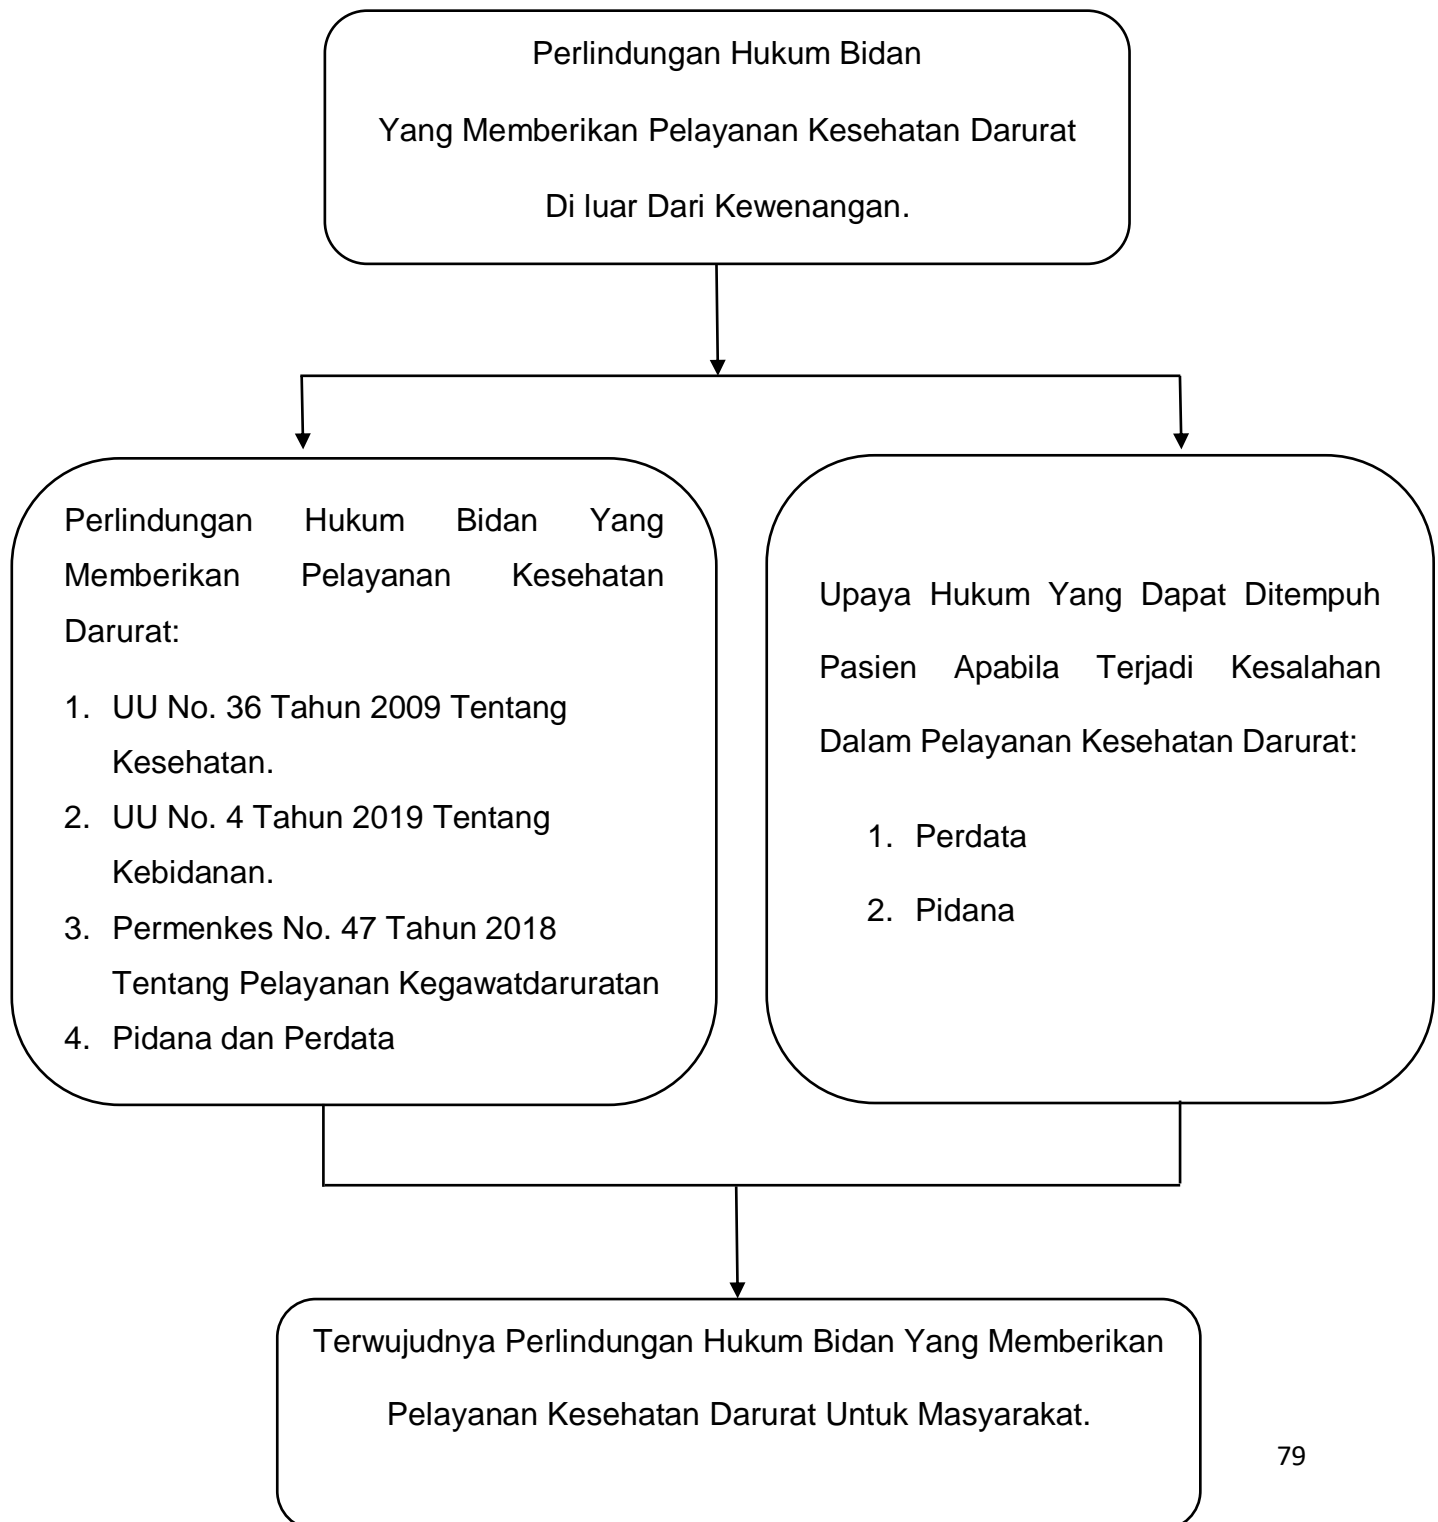 Perlindungan Hukum Bidan
Yang Memberikan Pelayanan Kesehatan Darurat
Di luar Dari Kewenangan.
Perlindungan Hukum Bidan Yang
Memberikan Pelayanan Kesehatan
Darurat:
1. UU No. 36 Tahun 2009 Tentang
Kesehatan.
2. UU No. 4 Tahun 2019 Tentang
Kebidanan.
3. Permenkes No. 47 Tahun 2018
Tentang Pelayanan Kegawatdaruratan
4. Pidana dan Perdata
Upaya Hukum Yang Dapat Ditempuh
Pasien Apabila Terjadi Kesalahan
Dalam Pelayanan Kesehatan Darurat:
1. Perdata
2. Pidana
Terwujudnya Perlindungan Hukum Bidan Yang Memberikan
Pelayanan Kesehatan Darurat Untuk Masyarakat.
79